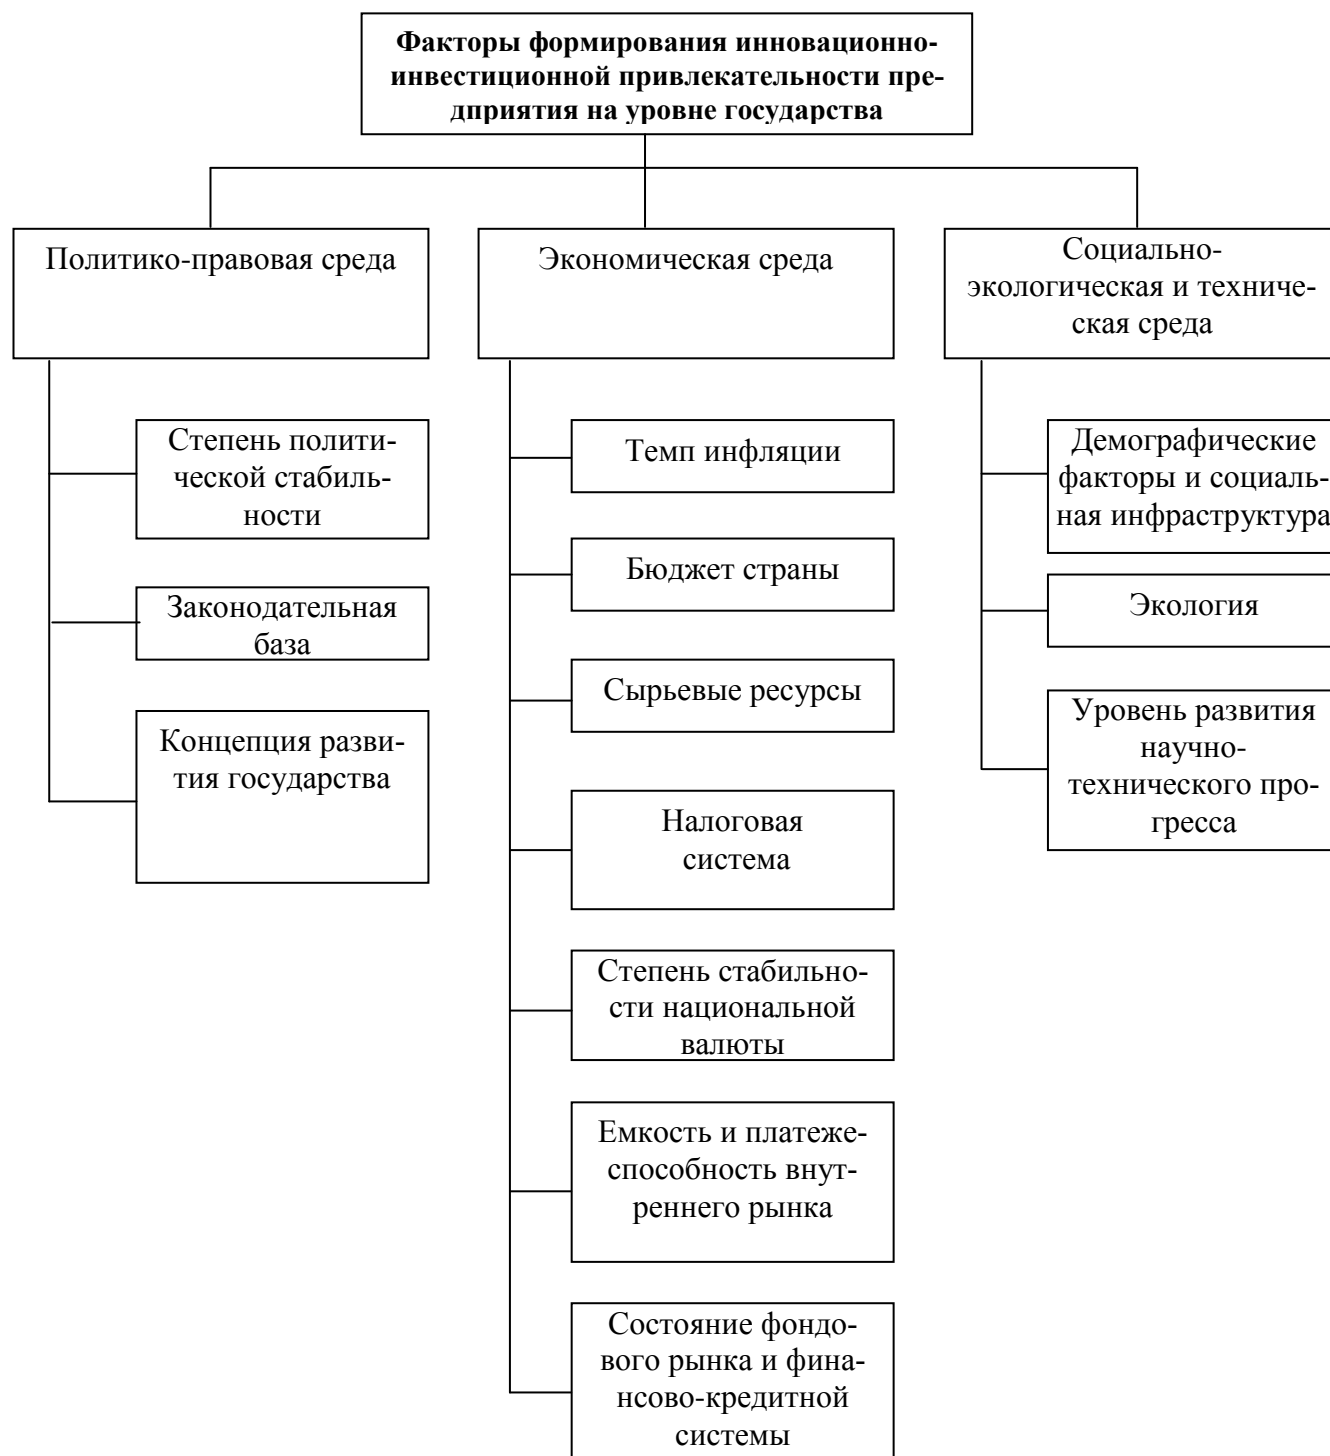 Факторы формирования инновационно-
инвестиционной привлекательности пре-
дприятия на уровне государства
Политико-правовая среда
Экономическая среда
Социально-
экологическая и техниче-
ская среда
Степень полити-
ческой стабиль-
ности
Законодательная
база
Концепция разви-
тия государства
Темп инфляции
Бюджет страны
Сырьевые ресурсы
Налоговая
система
Степень стабильно-
сти национальной
валюты
Емкость и платеже-
способность внут-
реннего рынка
Состояние фондо-
вого рынка и фина-
нсово-кредитной
системы
Демографические
факторы и социаль-
ная инфраструктура
Экология
Уровень развития
научно-
технического про-
гресса